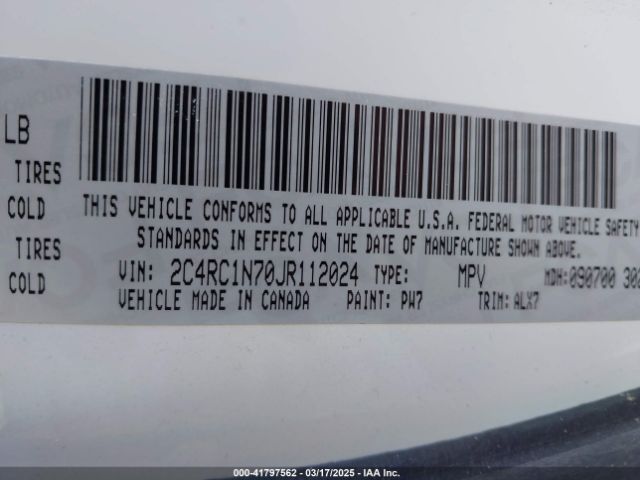 LB
TIRES
COLD THIS VEHICLE CONFORMS TO ALL APPLICABLE U.S.A. FEDERAL MOTOR VEHICLE SAFETY
TIRES STANDARDS IN EFFECT ON THE DATE OF MANUFACTURE SHOWN ABOVE.
COLD VIN: 2C4RC1N70JR112024 TYPE: MPV MDH: 090700 302
VEHICLE MADE IN CANADA PAINT: PW7 TRIM: ALX7
000-41797562 - 03/17/2025 - IAA Inc.